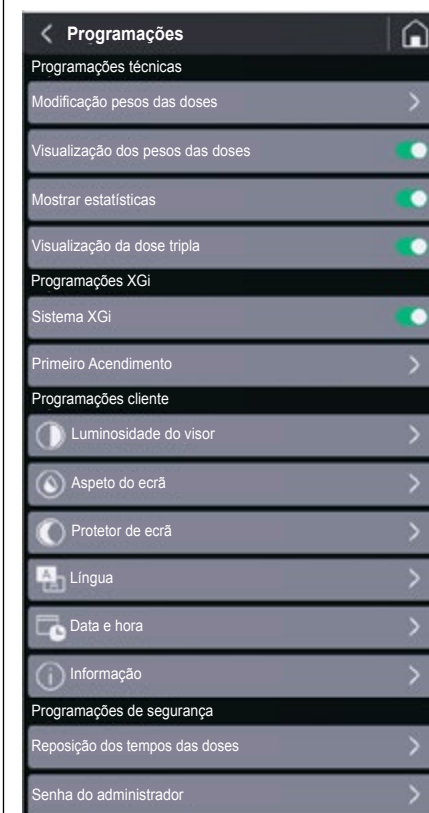 Programações
Programações técnicas
Modificação pesos das doses
Visualização dos pesos das doses
Mostrar estatísticas
Visualização da dose tripla
Programações XGi
Sistema XGi
Primeiro Acendimento
Programações cliente
Luminosidade do visor
Aspeto do ecrã
Protetor de ecrã
Língua
Data e hora
Informação
Programações de segurança
Reposição dos tempos das doses
Senha do administrador